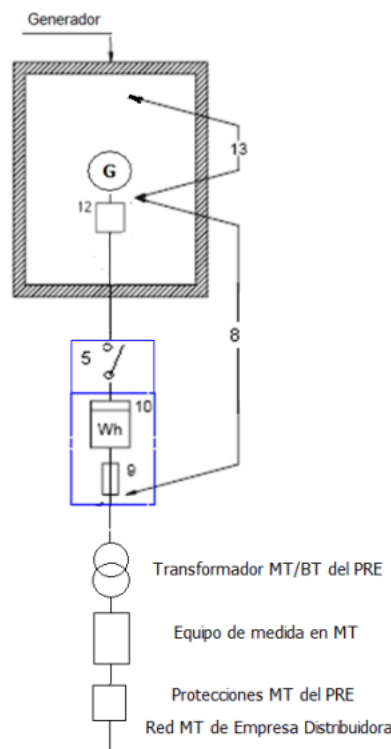 Generador
13
G
12
8
5
10
Wh
9
Transformador MT/BT del PRE
Equipo de medida en MT
Protecciones MT del PRE
Red MT de Empresa Distribuidora